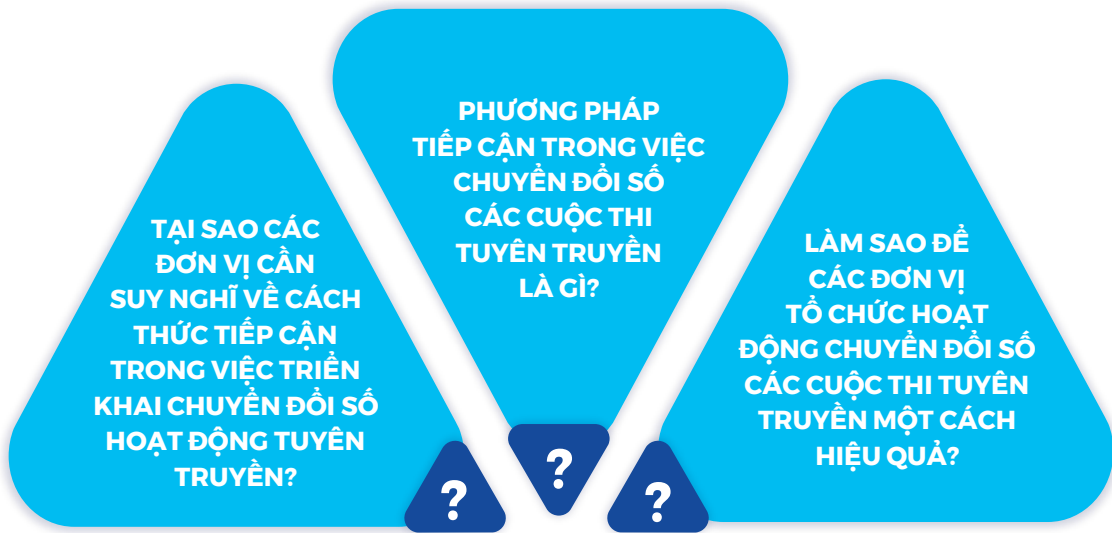 TẠI SAO CÁC
ĐƠN VỊ CẦN
SUY NGHĨ VỀ CÁCH
THỨC TIẾP CẬN
TRONG VIỆC TRIỂN
KHAI CHUYỂN ĐỔI SỐ
HOẠT ĐỘNG TUYÊN
TRUYỀN?
?
PHƯƠNG PHÁP
TIẾP CẬN TRONG VIỆC
CHUYỂN ĐỔI SỐ
CÁC CUỘC THI
TUYÊN TRUYỀN
LÀ GÌ?
?
LÀM SAO ĐỂ
CÁC ĐƠN VỊ
TỔ CHỨC HOẠT
ĐỘNG CHUYỂN ĐỔI SỐ
CÁC CUỘC THI TUYÊN
TRUYỀN MỘT CÁCH
HIỆU QUẢ?
?